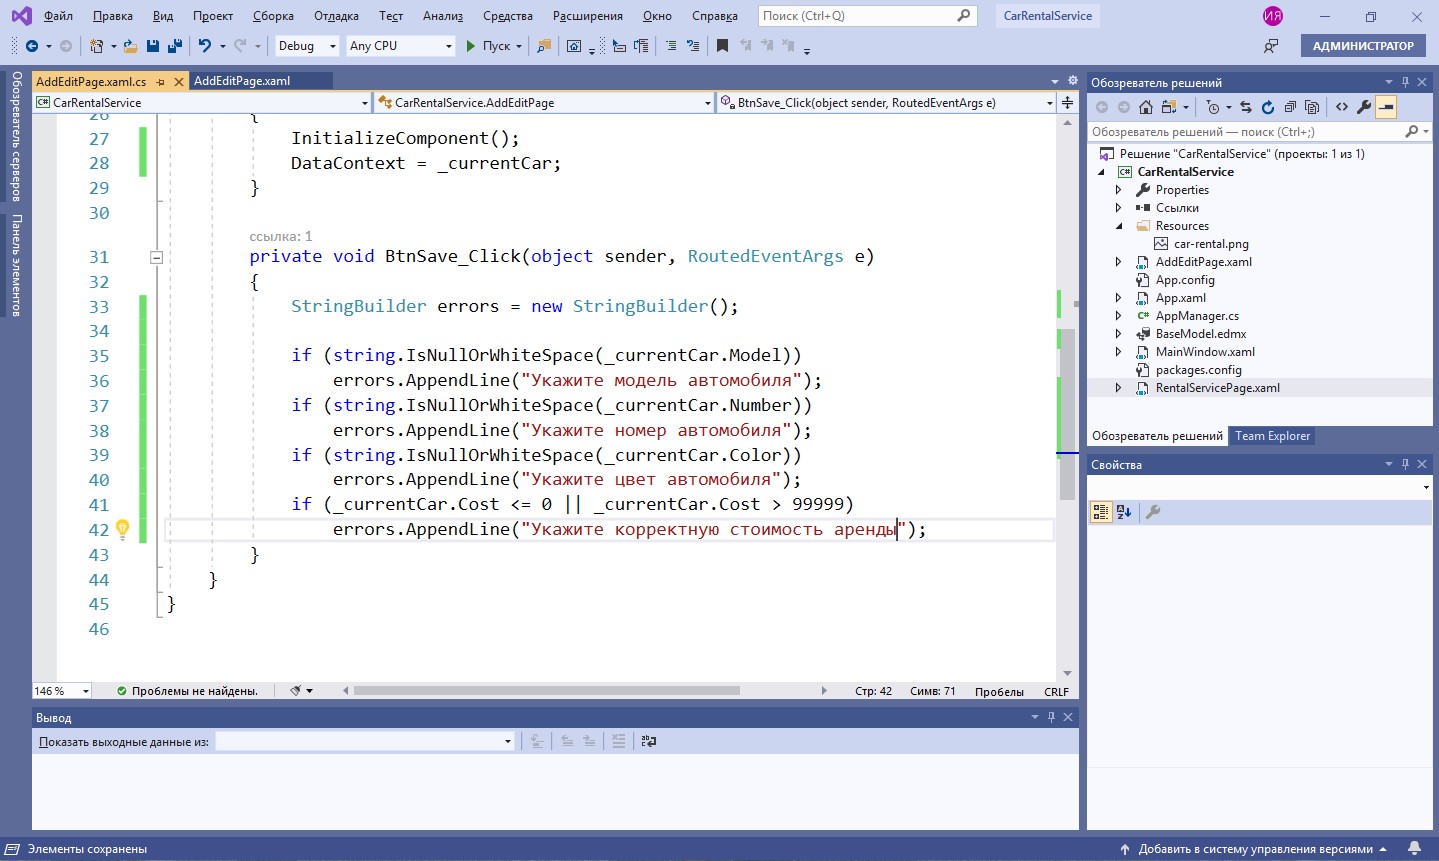 Файл Правка Вид Проект Сборка Отладка Тест Анализ Средства Расширения Окно Справка Поиск (Ctrl+Q) CarRentalService ИЯ
Debug Any CPU Пуск АДМИНИСТРАТОР
Обозреватель серверов
Панель элементов
AddEditPage.xaml.cs AddEditPage.xaml
CarRentalService CarRentalService.AddEditPage BtnSave_Click(object sender, RoutedEventArgs e)
26 {
27 InitializeComponent();
28 DataContext = _currentCar;
29 }
30
ссылка: 1
31 private void BtnSave_Click(object sender, RoutedEventArgs e)
32 {
33 StringBuilder errors = new StringBuilder();
34
35 if (string.IsNullOrWhiteSpace(_currentCar.Model))
36 errors.AppendLine("Укажите модель автомобиля");
37 if (string.IsNullOrWhiteSpace(_currentCar.Number))
38 errors.AppendLine("Укажите номер автомобиля");
39 if (string.IsNullOrWhiteSpace(_currentCar.Color))
40 errors.AppendLine("Укажите цвет автомобиля");
41 if (_currentCar.Cost <= 0 || _currentCar.Cost > 99999)
42 errors.AppendLine("Укажите корректную стоимость аренды");
43 }
44 }
45 }
46
146 % Проблемы не найдены. Стр: 42 Симв: 71 Пробелы CRLF
Вывод
Показать выходные данные из:
Обозреватель решений
Обозреватель решений — поиск (Ctrl+;)
Решение "CarRentalService" (проекты: 1 из 1)
CarRentalService
Properties
Ссылки
Resources
car-rental.png
AddEditPage.xaml
App.config
App.xaml
AppManager.cs
BaseModel.edmx
MainWindow.xaml
packages.config
RentalServicePage.xaml
Обозреватель решений Team Explorer
Свойства
Элементы сохранены Добавить в систему управления версиями